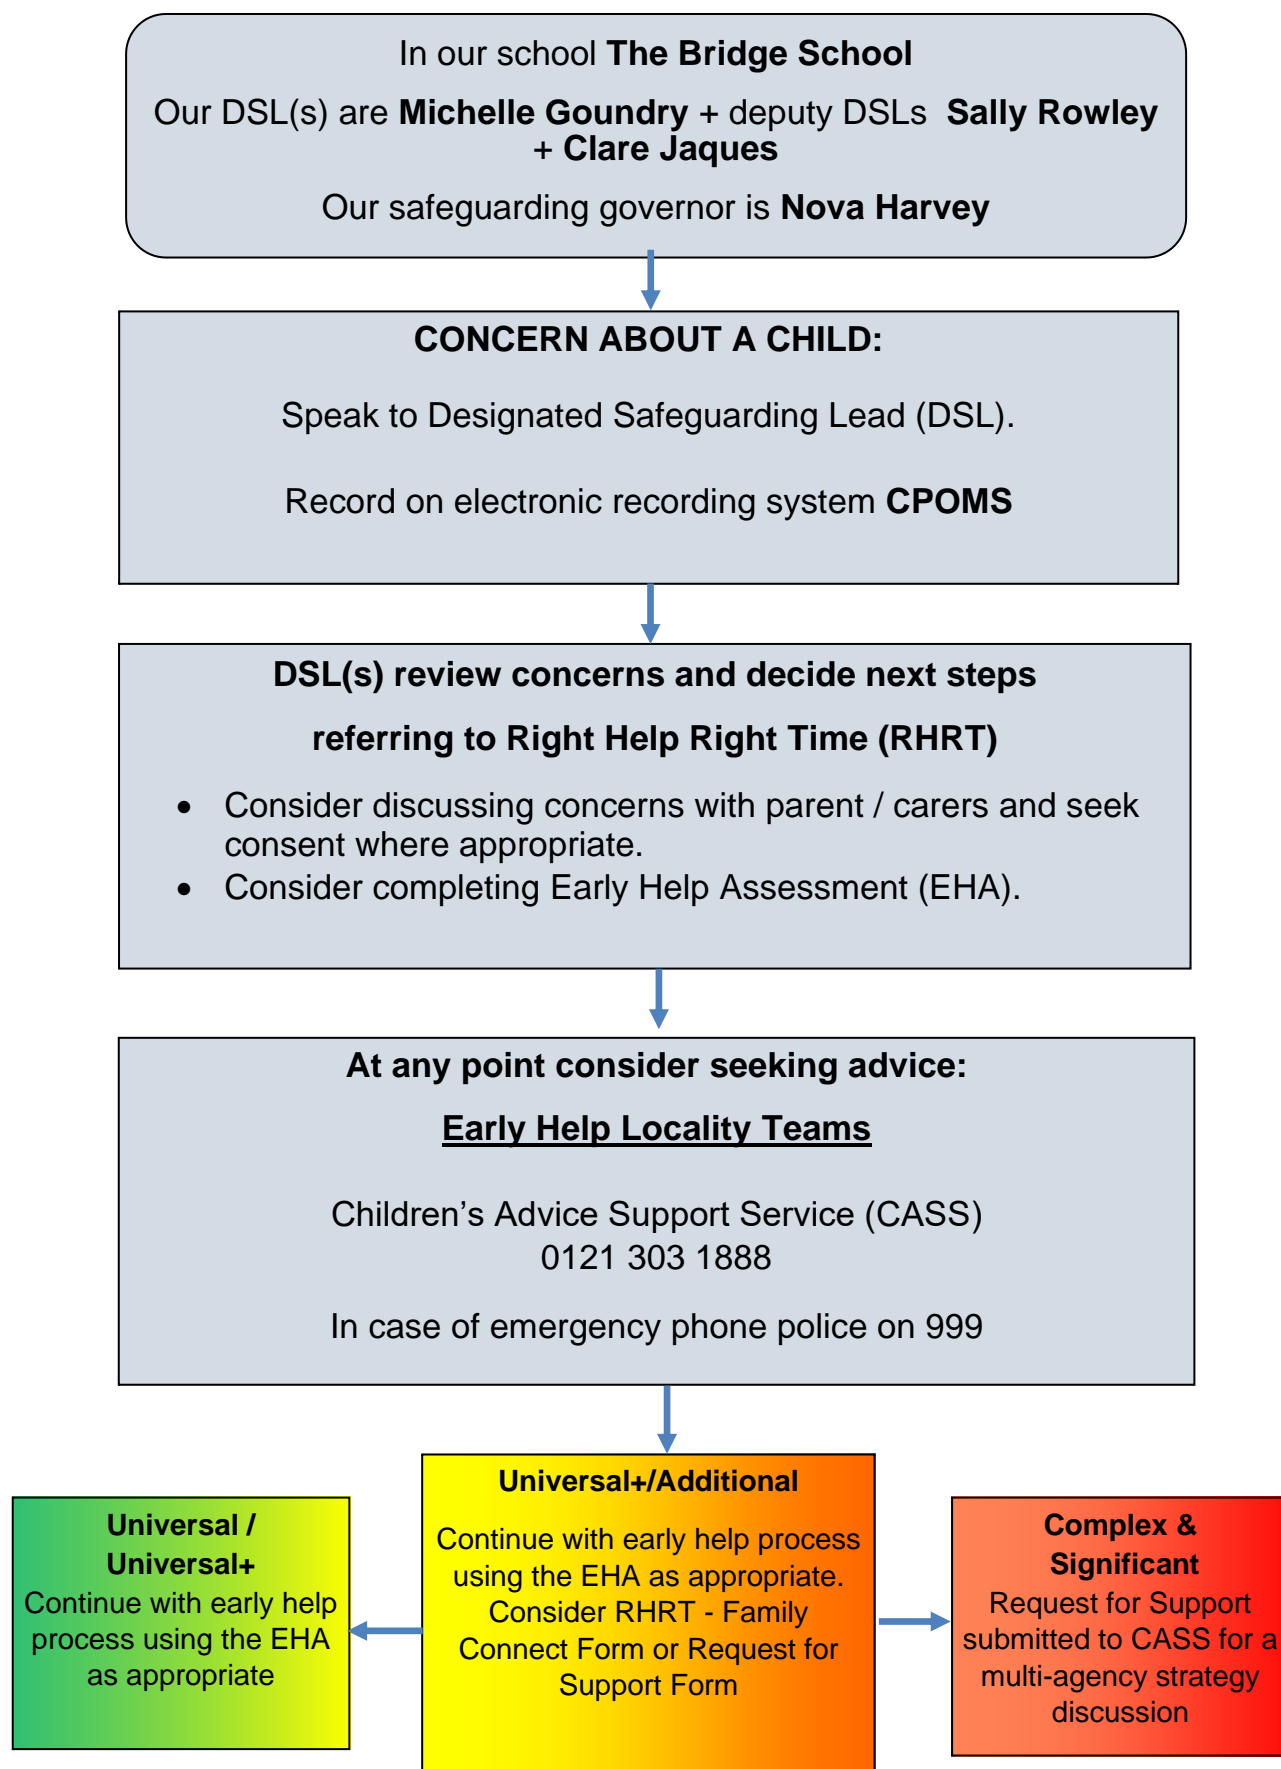 In our school The Bridge School
Our DSL(s) are Michelle Goundry + deputy DSLs  Sally Rowley
+ Clare Jaques
Our safeguarding governor is Nova Harvey
CONCERN ABOUT A CHILD:
Speak to Designated Safeguarding Lead (DSL).
Record on electronic recording system CPOMS
DSL(s) review concerns and decide next steps
referring to Right Help Right Time (RHRT)
• Consider discussing concerns with parent / carers and seek
consent where appropriate.
• Consider completing Early Help Assessment (EHA).
At any point consider seeking advice:
Early Help Locality Teams
Children’s Advice Support Service (CASS)
0121 303 1888
In case of emergency phone police on 999
Universal /
Universal+
Continue with early help
process using the EHA
as appropriate
Universal+/Additional
Continue with early help process
using the EHA as appropriate.
Consider RHRT - Family
Connect Form or Request for
Support Form
Complex &
Significant
Request for Support
submitted to CASS for a
multi-agency strategy
discussion